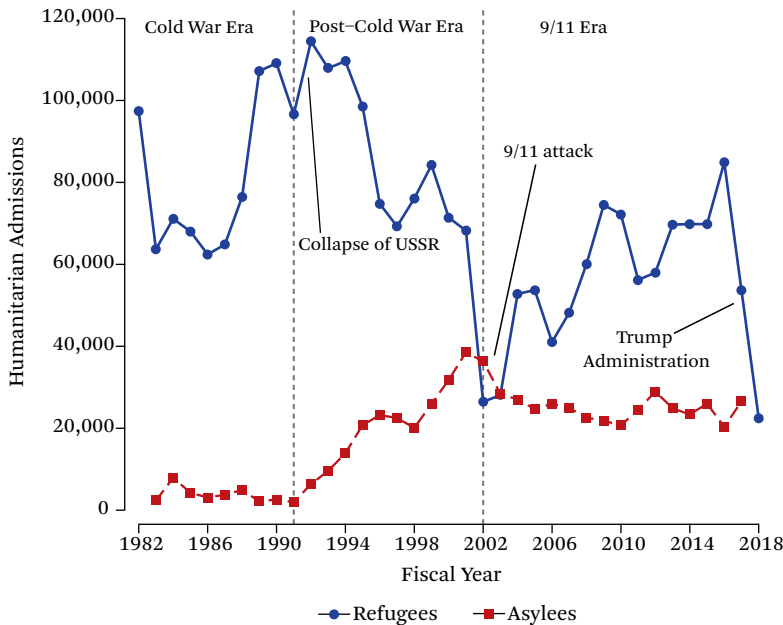 Cold War Era
Post–Cold War Era
9/11 Era
Humanitarian Admissions
120,000
100,000
80,000
60,000
40,000
20,000
0
9/11 attack
Collapse of USSR
Trump
Administration
1982
1986
1990
1994
1998
2002
2006
2010
2014
2018
Fiscal Year
Refugees
Asylees